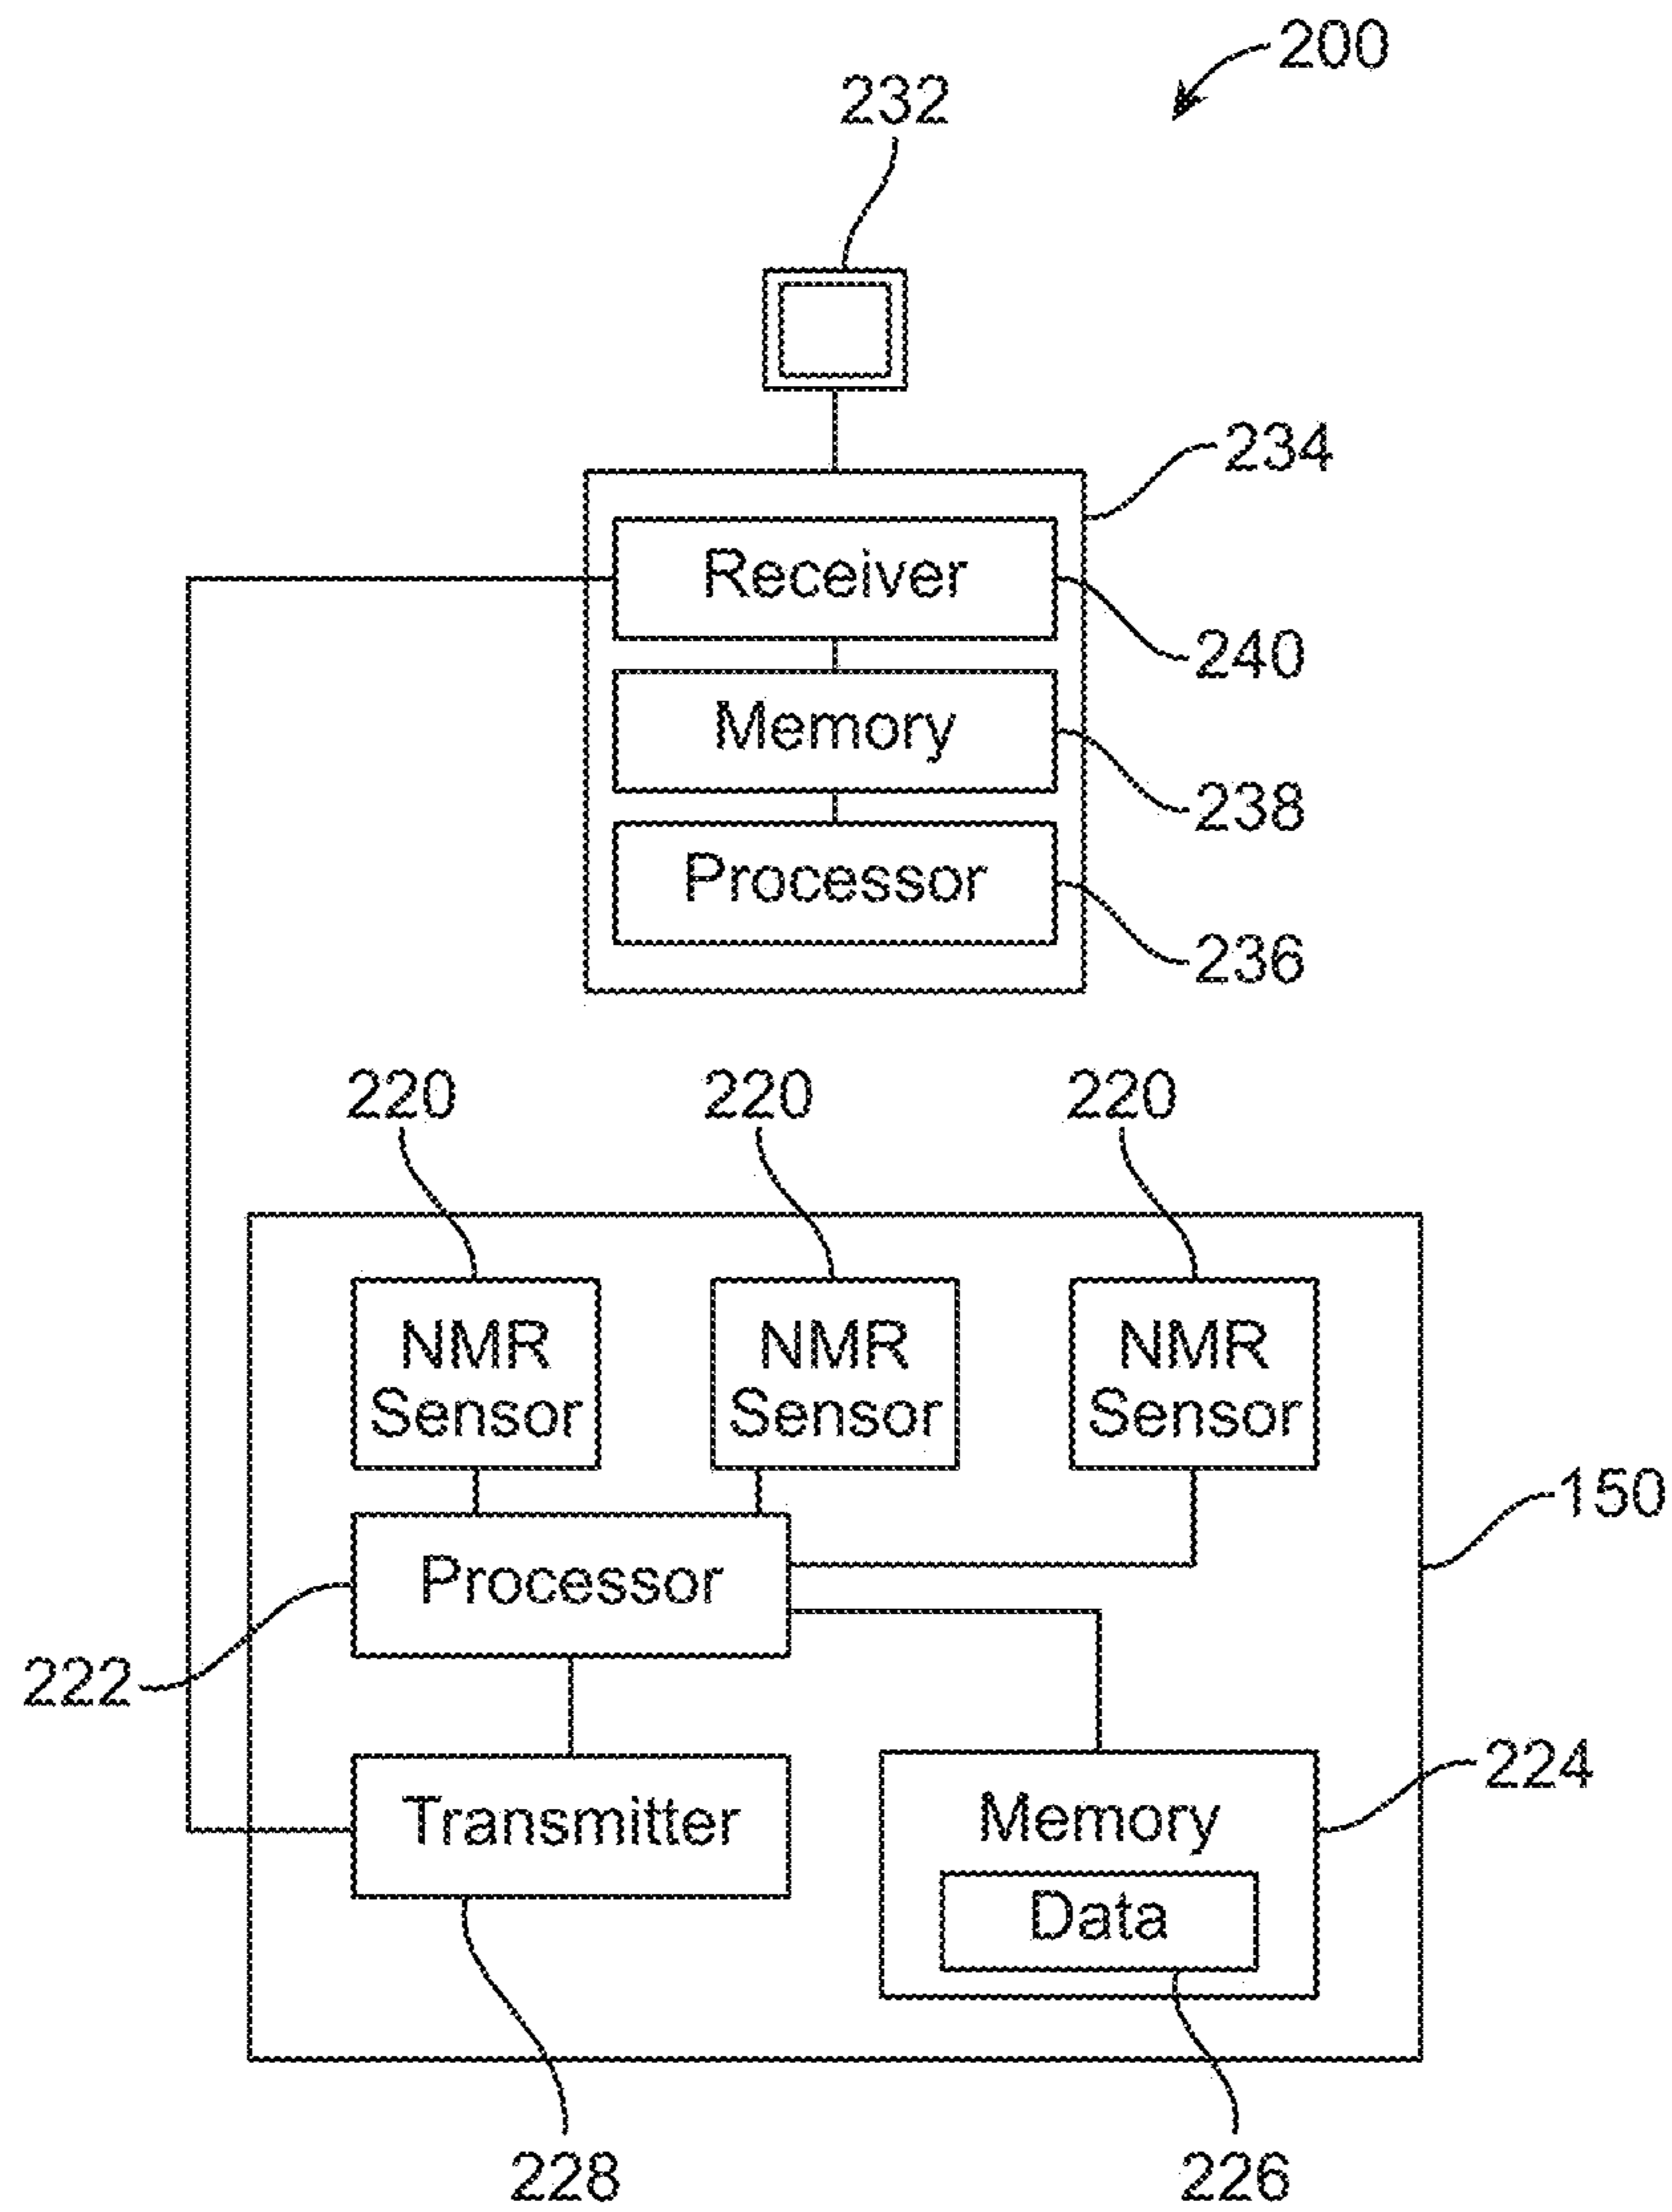 200
232
234
Receiver
240
Memory
238
Processor
236
220 220 220
NMR NMR NMR
Sensor Sensor Sensor
150
Processor
222
224
Transmitter
Memory
Data
228 226